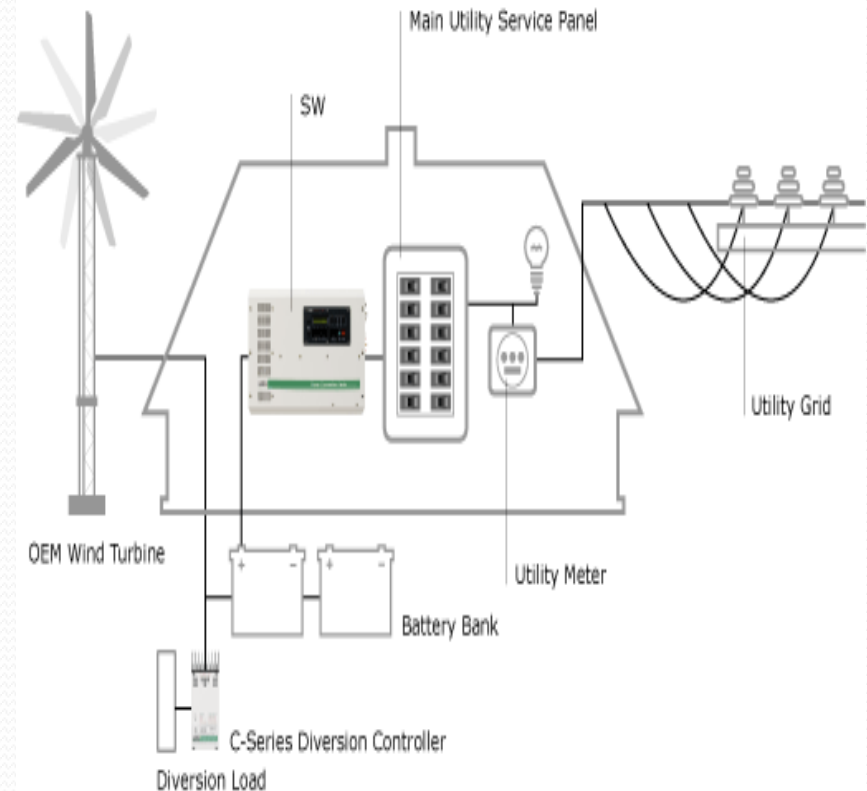 Main Utility Service Panel
SW
Utility Grid
OEM Wind Turbine
Utility Meter
Battery Bank
C-Series Diversion Controller
Diversion Load